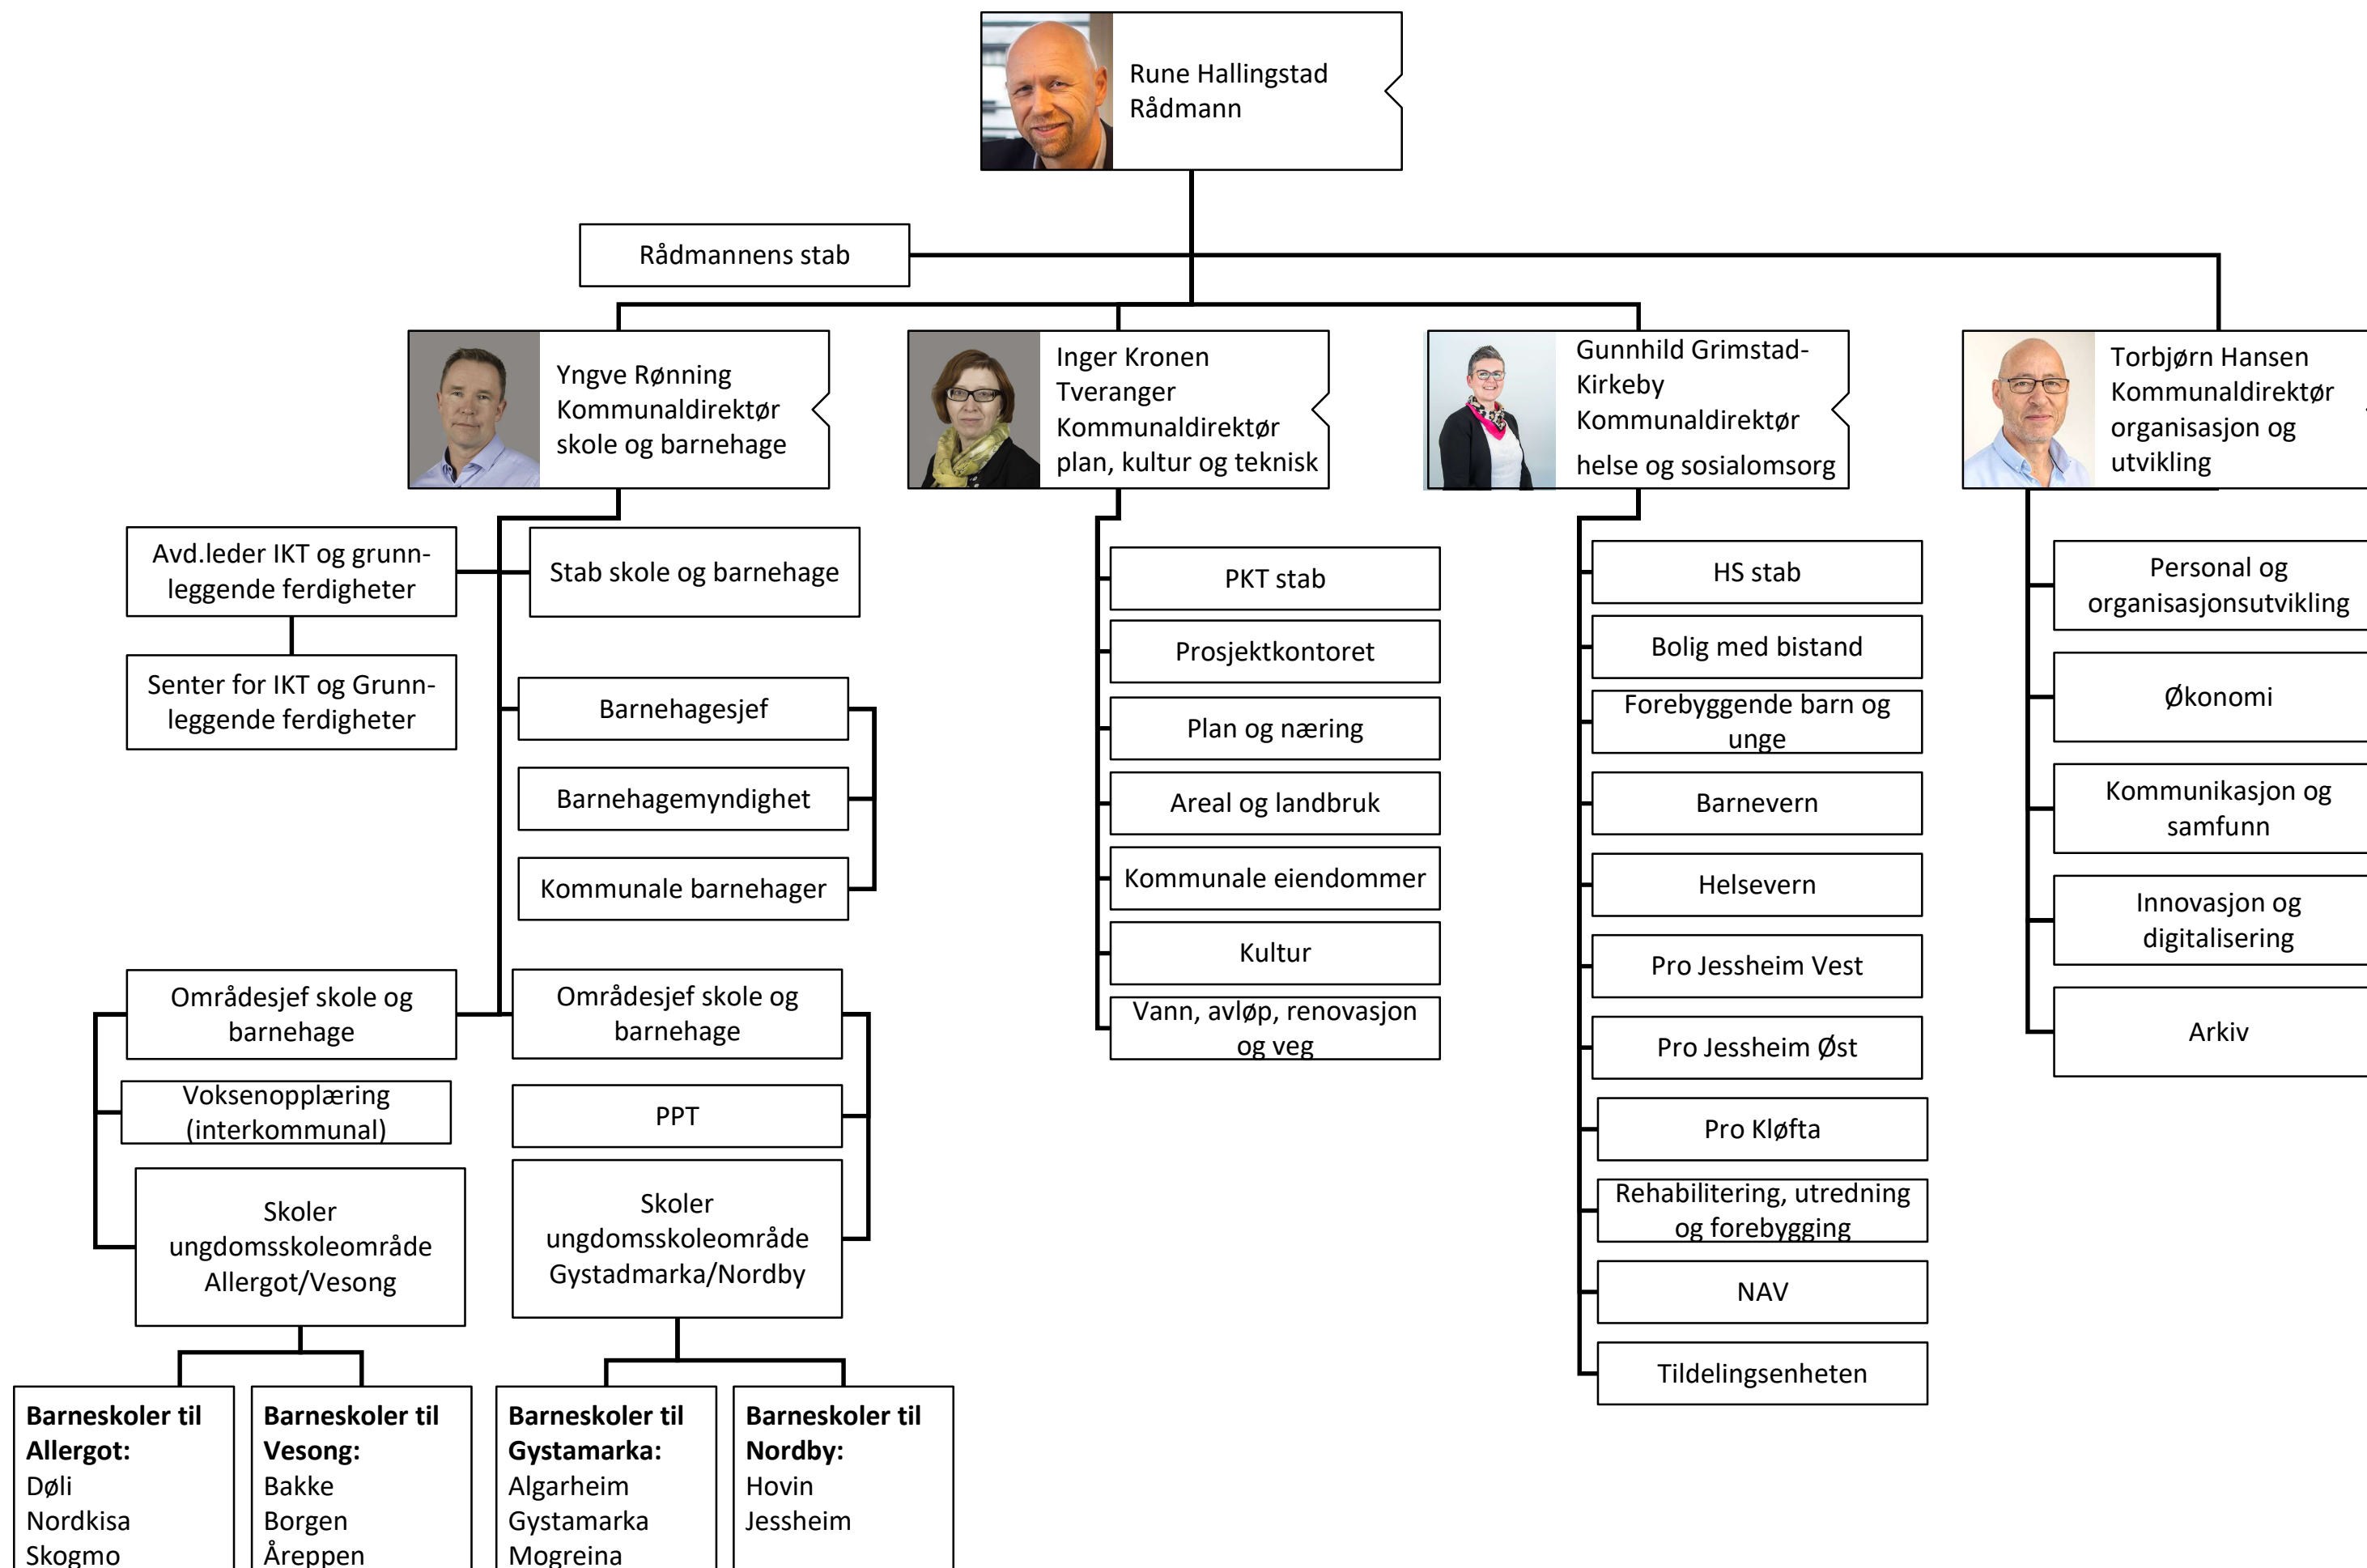 Rune Hallingstad
Rådmann
Rådmannens stab
Yngve Rønning
Kommunaldirektør
skole og barnehage
Inger Kronen
Tveranger
Kommunaldirektør
plan, kultur og teknisk
Gunnhild Grimstad-
Kirkeby
Kommunaldirektør
helse og sosialomsorg
Torbjørn Hansen
Kommunaldirektør
organisasjon og
utvikling
Avd.leder IKT og grunn-
leggende ferdigheter
Stab skole og barnehage
Senter for IKT og Grunn-
leggende ferdigheter
Barnehagesjef
Barnehagemyndighet
Kommunale barnehager
Områdesjef skole og
barnehage
Voksenopplæring
(interkommunal)
Skoler
ungdomsskoleområde
Allergot/Vesong
Områdesjef skole og
barnehage
PPT
Skoler
ungdomsskoleområde
Gystadmarka/Nordby
Barneskoler til
Allergot:
Døli
Nordkisa
Skogmo
Barneskoler til
Vesong:
Bakke
Borgen
Åreppen
Barneskoler til
Gystamarka:
Algarheim
Gystamarka
Mogreina
Barneskoler til
Nordby:
Hovin
Jessheim
PKT stab
Prosjektkontoret
Plan og næring
Areal og landbruk
Kommunale eiendommer
Kultur
Vann, avløp, renovasjon
og veg
HS stab
Bolig med bistand
Forebyggende barn og
unge
Barnevern
Helsevern
Pro Jessheim Vest
Pro Jessheim Øst
Pro Kløfta
Rehabilitering, utredning
og forebygging
NAV
Tildelingsenheten
Personal og
organisasjonsutvikling
Økonomi
Kommunikasjon og
samfunn
Innovasjon og
digitalisering
Arkiv